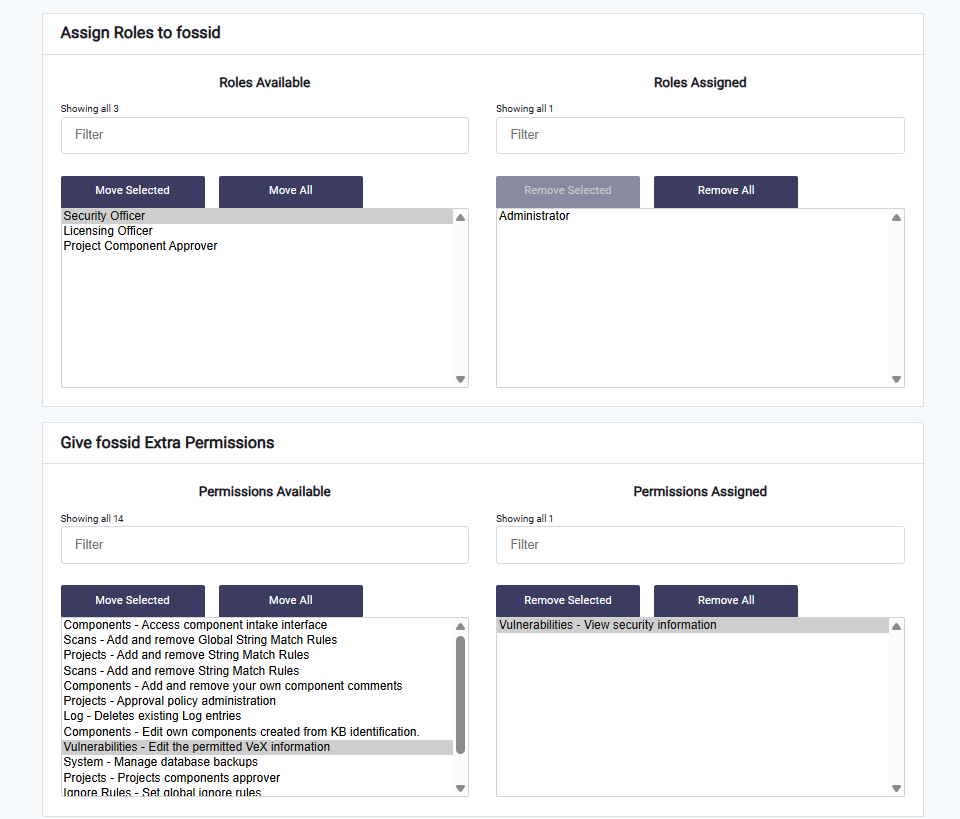 Assign Roles to fossid
Roles Available
Showing all 3
Filter
Move Selected
Move All
Security Officer
Licensing Officer
Project Component Approver
Roles Assigned
Showing all 1
Filter
Remove Selected
Remove All
Administrator
Give fossid Extra Permissions
Permissions Available
Showing all 14
Filter
Move Selected
Move All
Components - Access component intake interface
Scans - Add and remove Global String Match Rules
Projects - Add and remove String Match Rules
Scans - Add and remove String Match Rules
Components - Add and remove your own component comments
Projects - Approval policy administration
Log - Deletes existing Log entries
Components - Edit own components created from KB identification.
Vulnerabilities - Edit the permitted VeX information
System - Manage database backups
Projects - Projects components approver
Ignore Rules - Set global ignore rules
Permissions Assigned
Showing all 1
Filter
Remove Selected
Remove All
Vulnerabilities - View security information